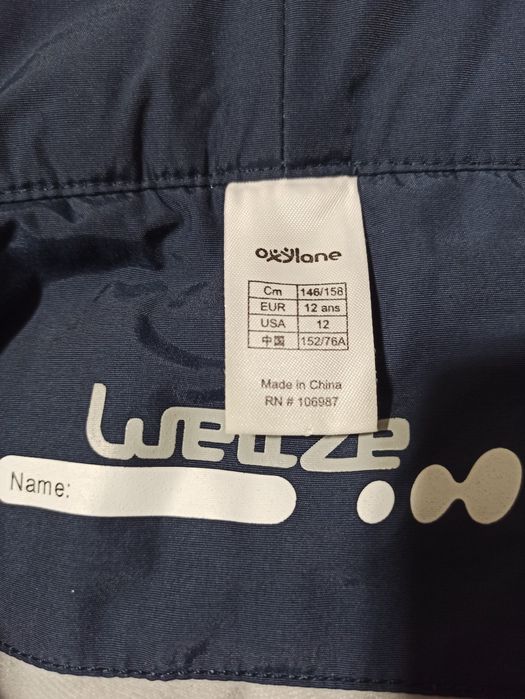 oxylane
Cm 146/158
EUR 12 ans
USA 12
中国 152/76A
Made in China
RN # 106987
wedze
Name: